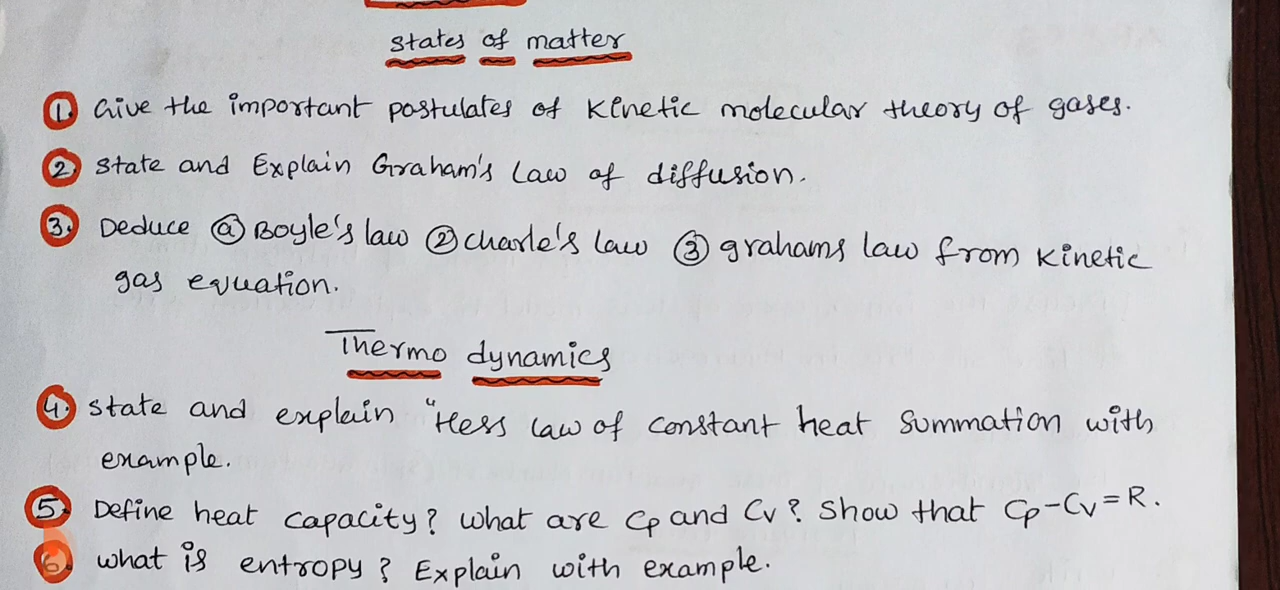 states of matter
1. Give the important postulates of Kinetic molecular theory of gases.
2. State and Explain Graham's Law of diffusion.
3. Deduce ⓐ Boyle's law ② charle's law ③ grahams law from kinetic
gas equation.
Thermo dynamics
4. State and explain "Hess law of constant heat Summation with
example.
5. Define heat capacity? What are Cp and Cv? Show that Cp-Cv=R.
6. what is entropy? Explain with example.